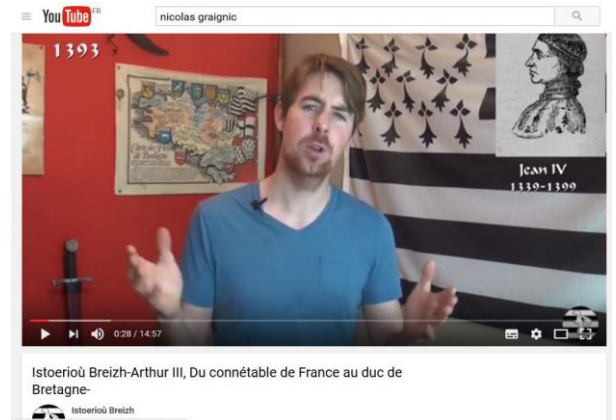 You Tube FR
nicolas graignic
1393
Jean IV
1339-1399
0:28 / 14:57
Istoerioù Breizh-Arthur III, Du connétable de France au duc de
Bretagne-
Istoerioù Breizh